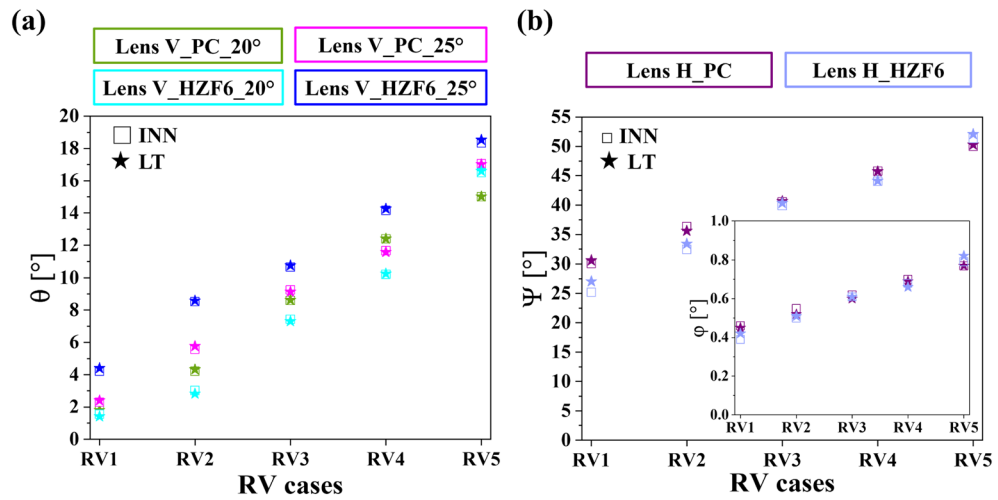 (a)
Lens V_PC_20°
Lens V_PC_25°
Lens V_HZF6_20°
Lens V_HZF6_25°
INN
LT
θ [°]
20
18
16
14
12
10
8
6
4
2
0
RV1 RV2 RV3 RV4 RV5
RV cases
(b)
Lens H_PC
Lens H_HZF6
INN
LT
Ψ [°]
55
50
45
40
35
30
25
20
15
10
5
0
φ [°]
1.0
0.8
0.6
0.4
0.2
0.0
RV1 RV2 RV3 RV4 RV5
RV1 RV2 RV3 RV4 RV5
RV cases